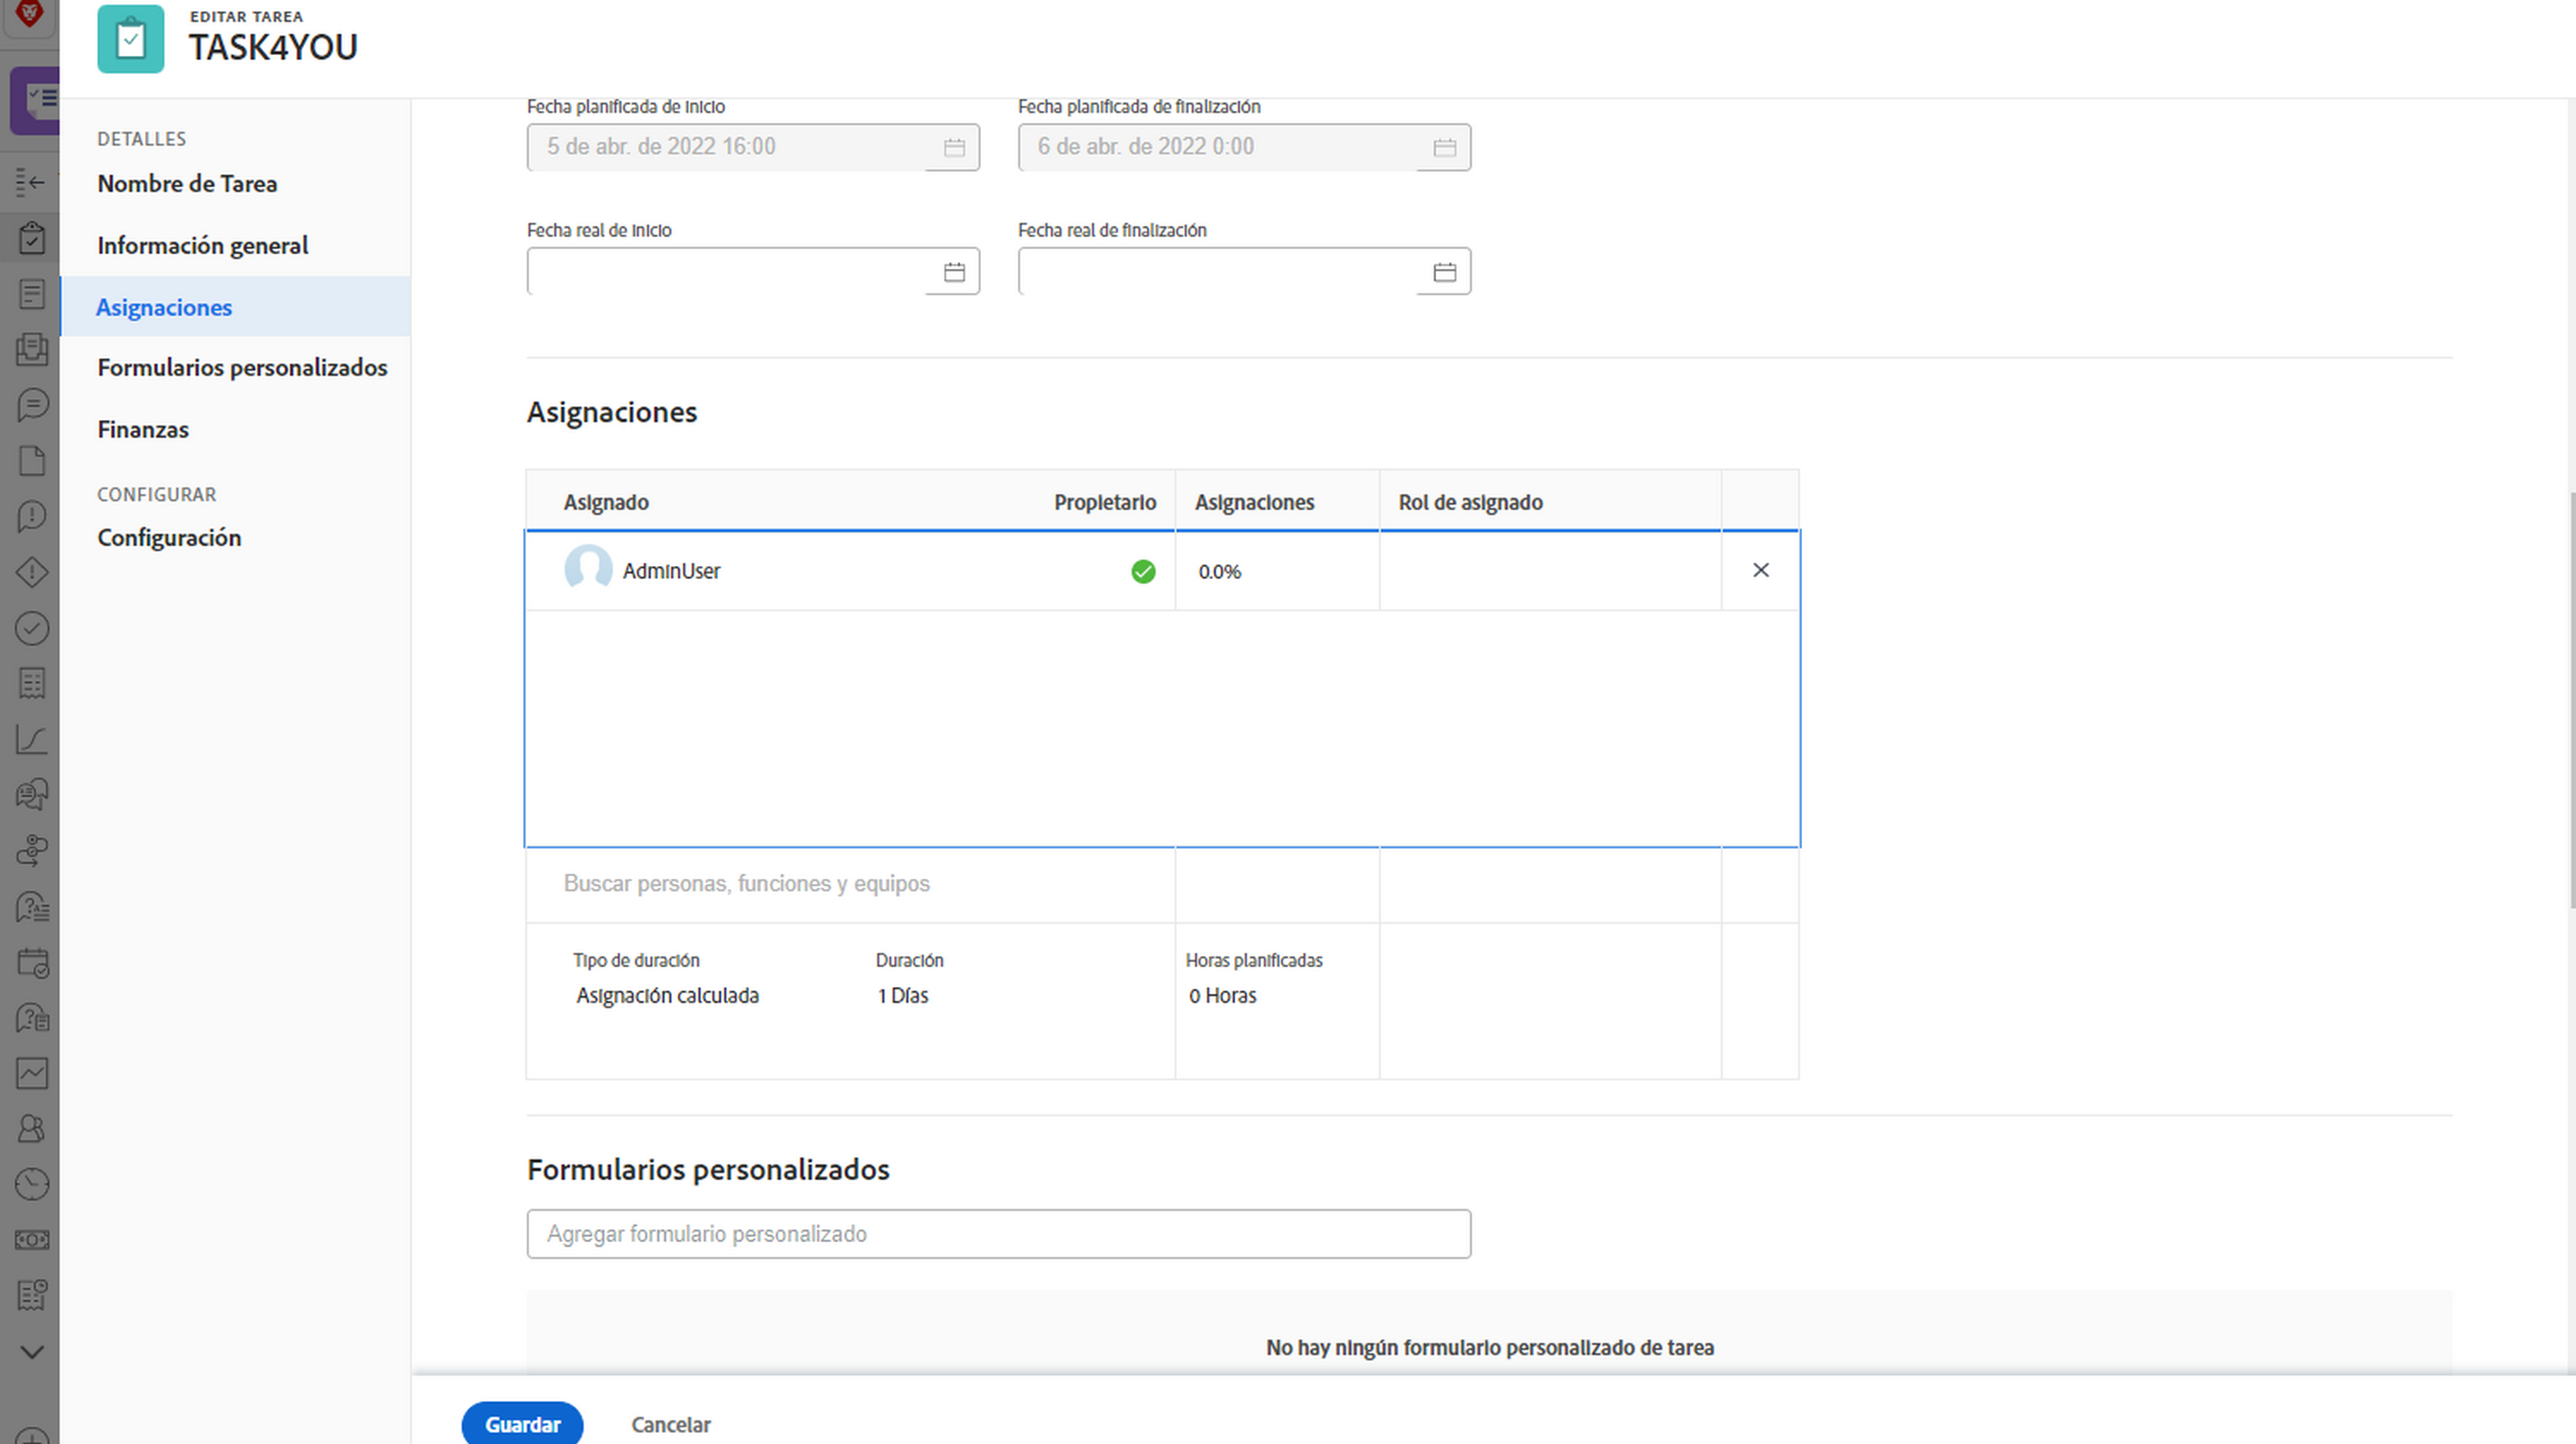 EDITAR TAREA
TASK4YOU
DETALLES
Nombre de Tarea
Información general
Asignaciones
Formularios personalizados
Finanzas
CONFIGURAR
Configuración
Fecha planificada de inicio
Fecha planificada de finalización
5 de abr. de 2022 16:00
6 de abr. de 2022 0:00
Fecha real de inicio
Fecha real de finalización
Asignaciones
Asignado
Propietario
Asignaciones
Rol de asignado
AdminUser
0.0%
Buscar personas, funciones y equipos
Tipo de duración
Duración
Horas planificadas
Asignación calculada
1 Días
0 Horas
Formularios personalizados
Agregar formulario personalizado
No hay ningún formulario personalizado de tarea
Guardar
Cancelar